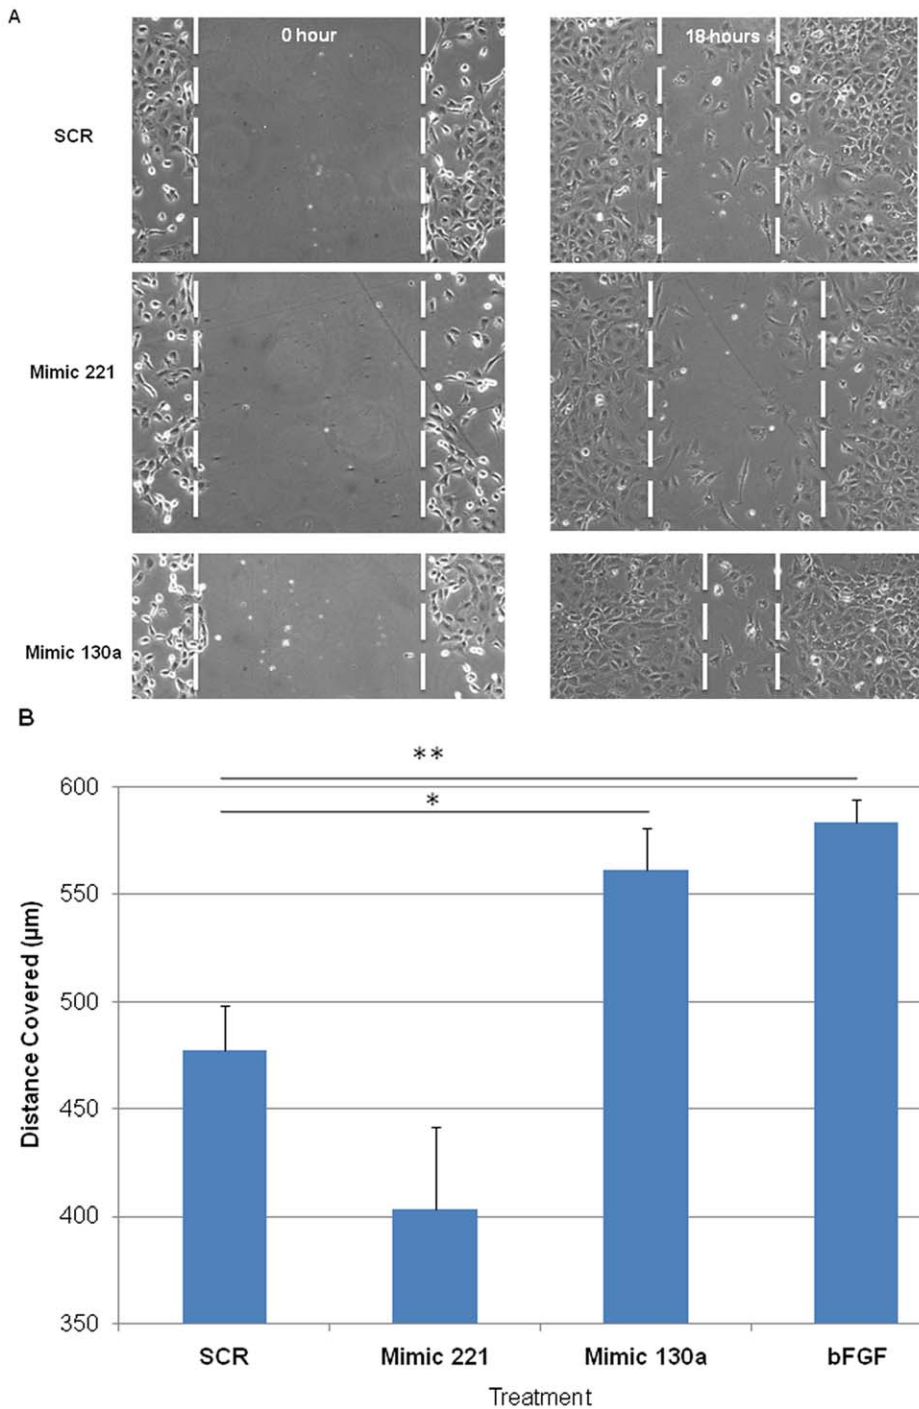 A
0 hour
18 hours
SCR
Mimic 221
Mimic 130a
B
**
*
600
550
500
450
400
350
Distance Covered (µm)
SCR Mimic 221 Mimic 130a bFGF
Treatment